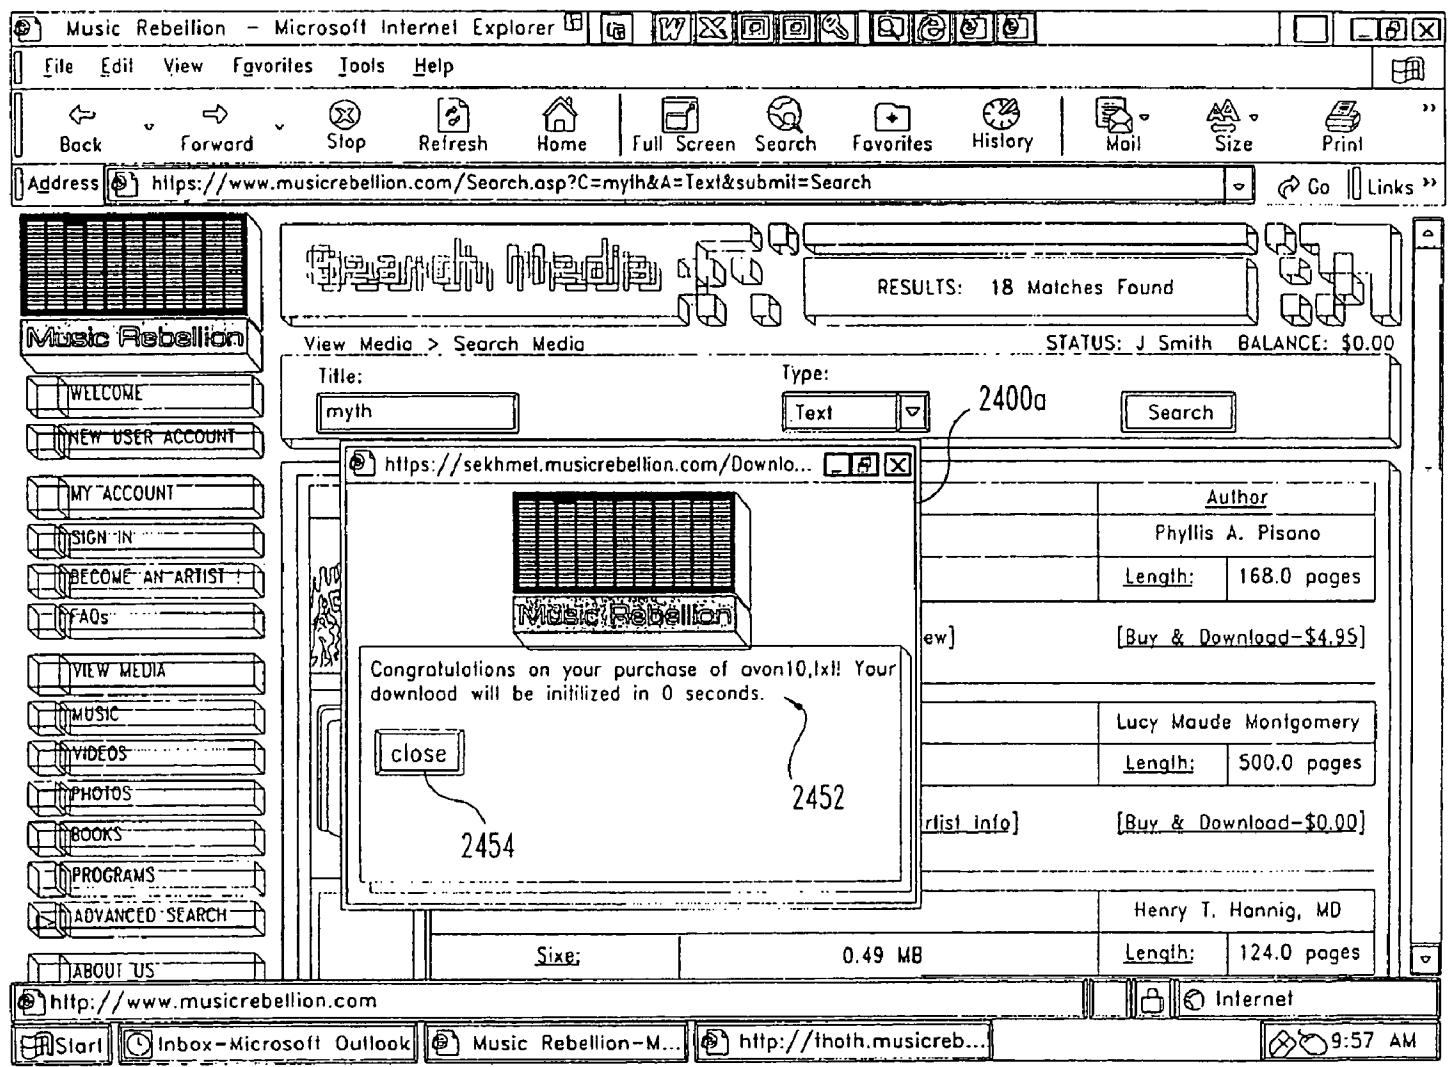 Music Rebellion - Microsoft Internet Explorer
File Edit View Favorites Tools Help
Back Forward Stop Refresh Home Full Screen Search Favorites History Mail Size Print
Address https://www.musicrebellion.com/Search.asp?C=myth&A=Text&submit=Search Go Links
Music Rebellion
Search Media
RESULTS: 18 Matches Found
View Media > Search Media
STATUS: J Smith BALANCE: $0.00
Title:
Type:
myth
Text
Search
2400a
WELCOME
NEW USER ACCOUNT
MY ACCOUNT
SIGN IN
BECOME AN ARTIST !
FAQs
VIEW MEDIA
MUSIC
VIDEOS
PHOTOS
BOOKS
PROGRAMS
ADVANCED SEARCH
ABOUT US
https://sekhmet.musicrebellion.com/Downlo...
Music Rebellion
Congratulations on your purchase of avon10,txt! Your
download will be initilized in 0 seconds.
close
2452
2454
Author
Phyllis A. Pisano
Length: 168.0 pages
ew] [Buy & Download-$4.95]
Lucy Maude Montgomery
Length: 500.0 pages
rtist info] [Buy & Download-$0.00]
Henry T. Hannig, MD
Sixe: 0.49 MB Length: 124.0 pages
http://www.musicrebellion.com
Internet
Start Inbox-Microsoft Outlook Music Rebellion-M... http://thoth.musicreb... 9:57 AM